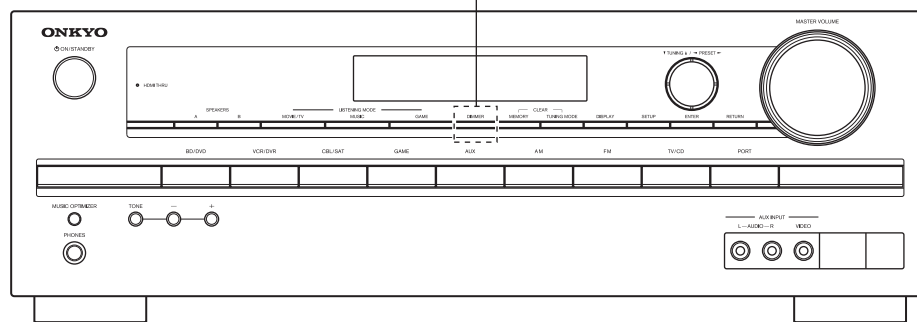 MASTER VOLUME
ONKYO
ON/STANDBY
TUNING / PRESET
HDMI THRU
SPEAKERS LISTENING MODE CLEAR
A B MOVIE/TV MUSIC GAME DIMMER MEMORY TUNING MODE DISPLAY SETUP ENTER RETURN
BD/DVD VCR/DVR CBL/SAT GAME AUX AM FM TV/CD PORT
MUSIC OPTIMIZER TONE — +
PHONES
AUX INPUT
L — AUDIO — R VIDEO